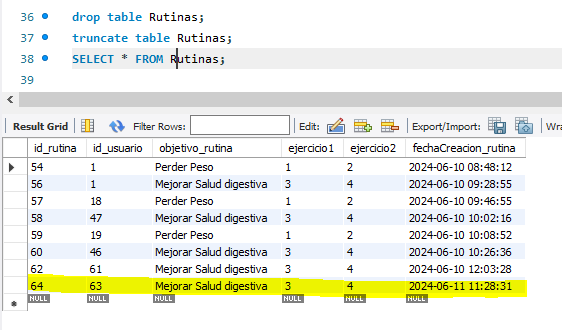 36 drop table Rutinas;
37 truncate table Rutinas;
38 SELECT * FROM Rutinas;
39
Result Grid Filter Rows: Edit: Export/Import: Wra
id_rutina id_usuario objetivo_rutina ejercicio1 ejercicio2 fechaCreacion_rutina
54 1 Perder Peso 1 2 2024-06-10 08:48:12
56 1 Mejorar Salud digestiva 3 4 2024-06-10 09:28:55
57 18 Perder Peso 1 2 2024-06-10 09:46:55
58 47 Mejorar Salud digestiva 3 4 2024-06-10 10:02:16
59 19 Perder Peso 1 2 2024-06-10 10:08:52
60 46 Mejorar Salud digestiva 3 4 2024-06-10 10:26:36
62 61 Mejorar Salud digestiva 3 4 2024-06-10 12:03:28
64 63 Mejorar Salud digestiva 3 4 2024-06-11 11:28:31
NULL NULL NULL NULL NULL NULL